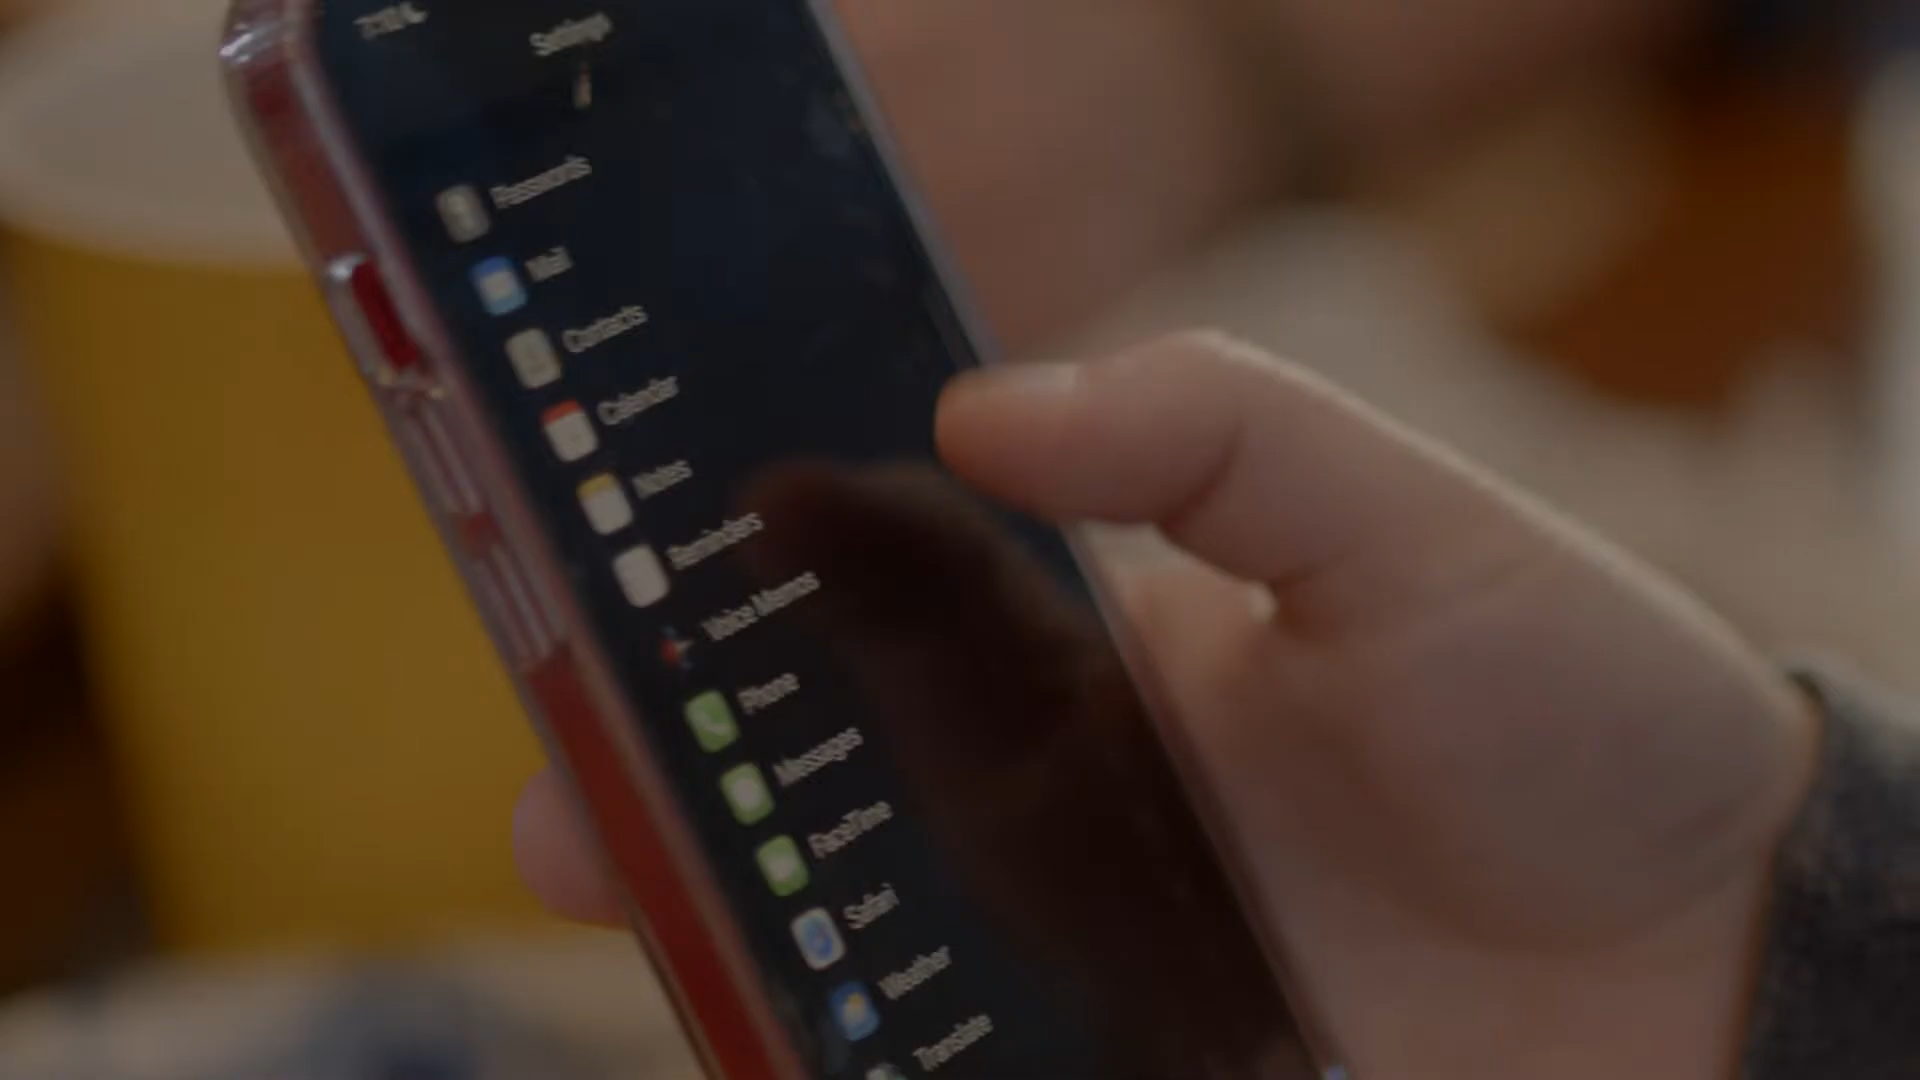 Settings
Passwords
Mail
Contacts
Calendar
Notes
Reminders
Voice Memos
Phone
Messages
FaceTime
Safari
Weather
Translate